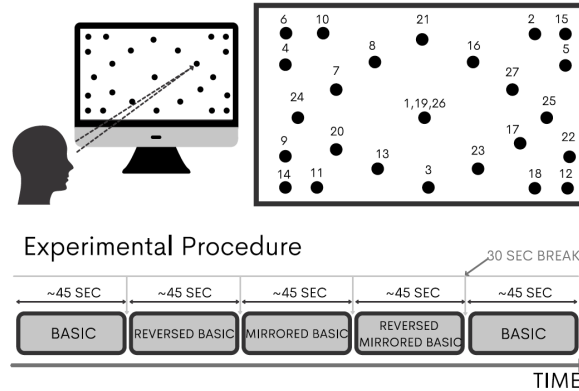 6 10 21 2 15
4 8 16 5
7 27
24 1,19,26 25
9 20 17 22
13 23
14 11 3 18 12
Experimental Procedure
30 SEC BREAK
~45 SEC ~45 SEC ~45 SEC ~45 SEC ~45 SEC
BASIC REVERSED BASIC MIRRORED BASIC REVERSED MIRRORED BASIC BASIC
TIME